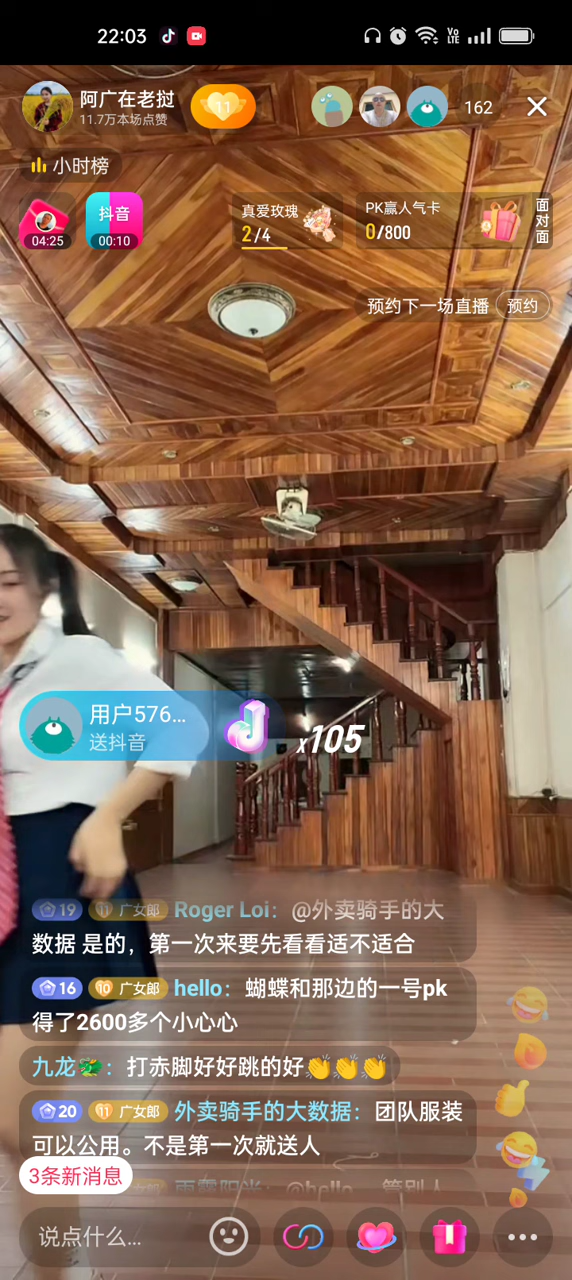 22:03
VoLTE
阿广在老挝
11.7万本场点赞
11
162
小时榜
04:25
抖音
00:10
真爱玫瑰
2/4
PK赢人气卡
0/800
面对面
预约下一场直播 预约
用户576...
送抖音
x105
19 11 广女郎 Roger Loi: @外卖骑手的大
数据 是的，第一次来要先看看适不适合
16 10 广女郎 hello: 蝴蝶和那边的一号pk
得了2600多个小心心
九龙🐲: 打赤脚好好跳的好👏👏👏
20 11 广女郎 外卖骑手的大数据: 团队服装
可以公用。不是第一次就送人
3条新消息
说点什么...